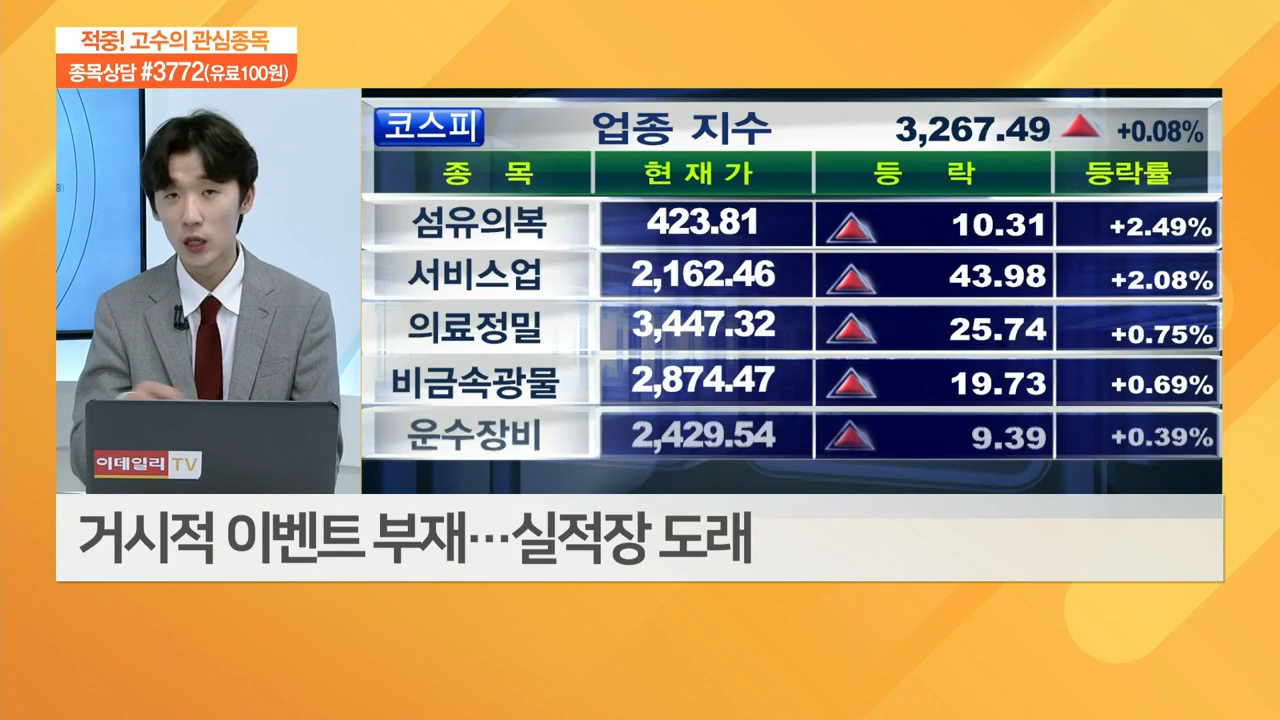 적중! 고수의 관심종목
종목상담 #3772(유료100원)
코스피 업종 지수 3,267.49 ▲ +0.08%
종 목 현 재 가 등 락 등락률
섬유의복 423.81 ▲ 10.31 +2.49%
서비스업 2,162.46 ▲ 43.98 +2.08%
의료정밀 3,447.32 ▲ 25.74 +0.75%
비금속광물 2,874.47 ▲ 19.73 +0.69%
운수장비 2,429.54 ▲ 9.39 +0.39%
이데일리 TV
거시적 이벤트 부재…실적장 도래